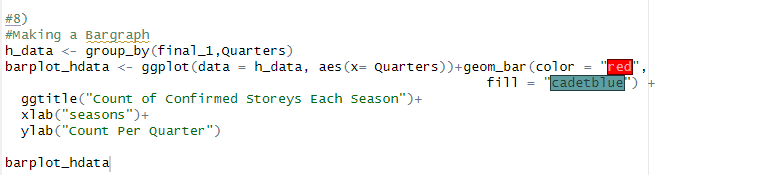 #8)
#Making a Bargraph
h_data <- group_by(final_1,Quarters)
barplot_hdata <- ggplot(data = h_data, aes(x= Quarters))+geom_bar(color = "red",
fill = "cadetblue") +
ggtitle("Count of Confirmed Storeys Each Season")+
xlab("seasons")+
ylab("Count Per Quarter")
barplot_hdata